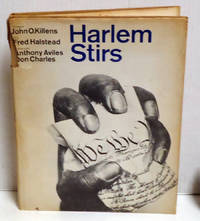 John O. Killens
Fred Halstead
Anthony Aviles
Don Charles
Harlem
Stirs
We the